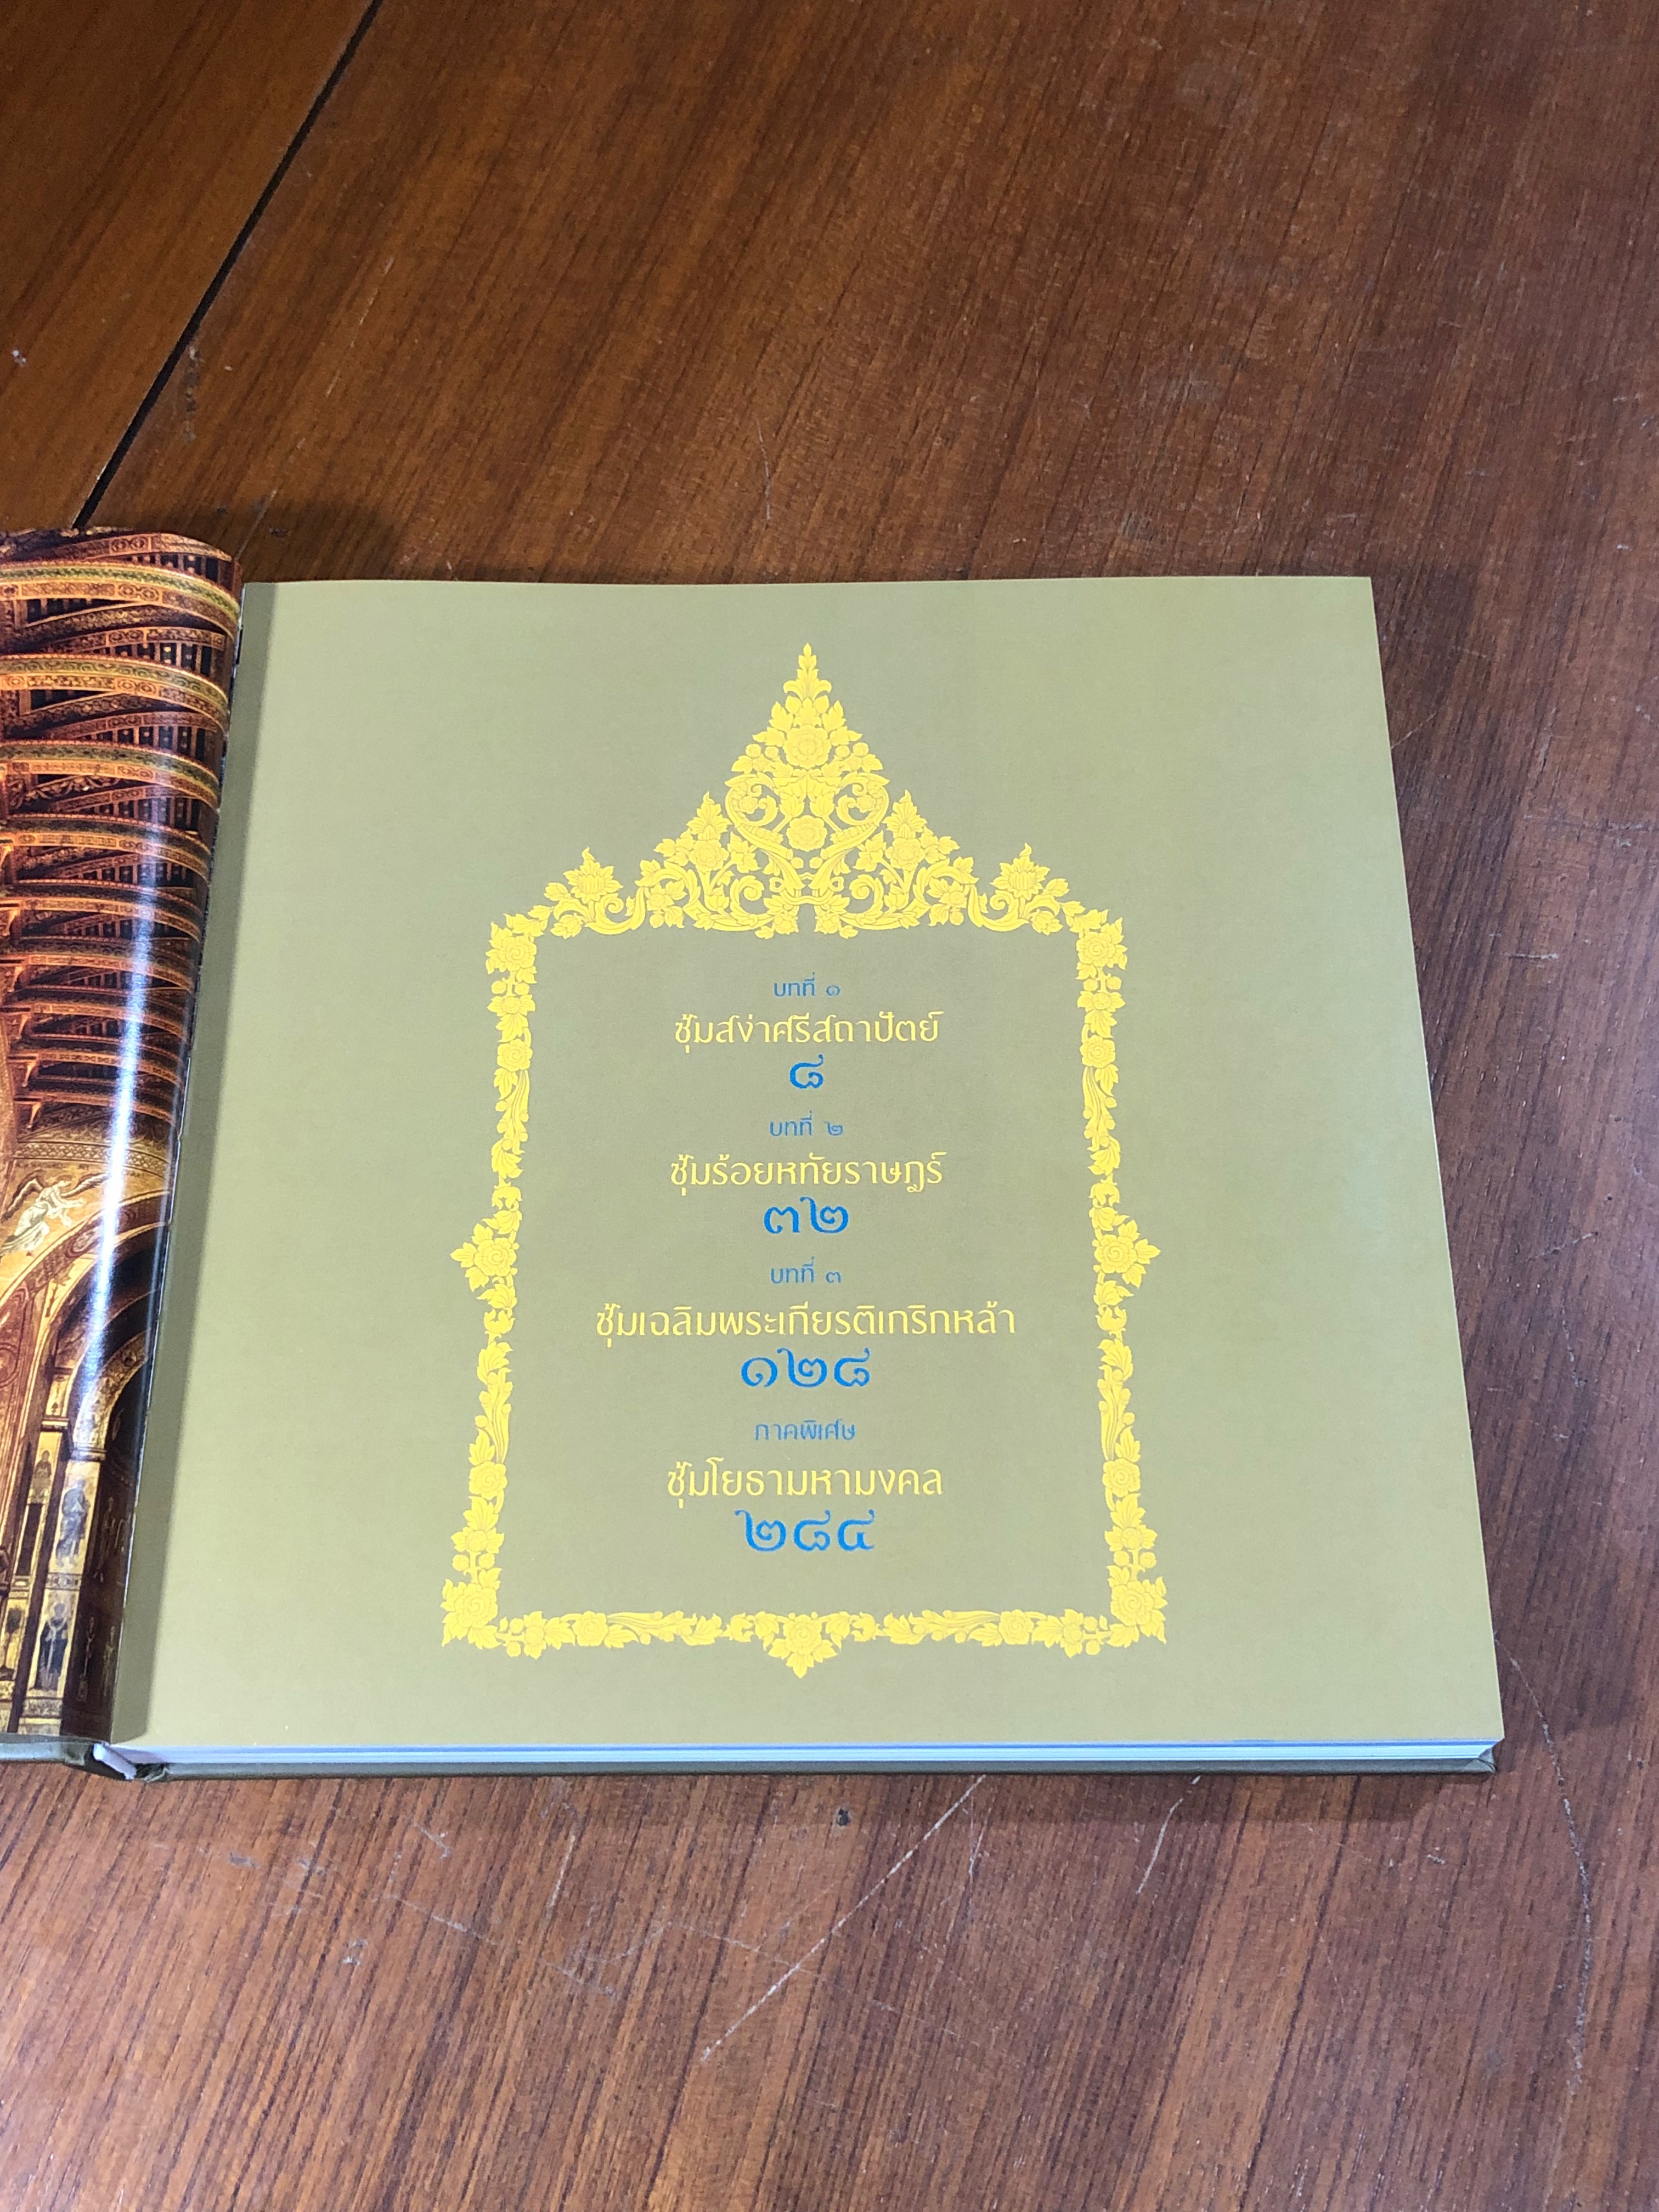 บทที่ ๑
ซุ้มสง่าศรีสถาปัตย์
๘
บทที่ ๒
ซุ้มร้อยหทัยราษฎร์
๓๒
บทที่ ๓
ซุ้มเฉลิมพระเกียรติเกริกหล้า
๑๒๘
ภาคพิเศษ
ซุ้มโยธามหามงคล
๒๘๔